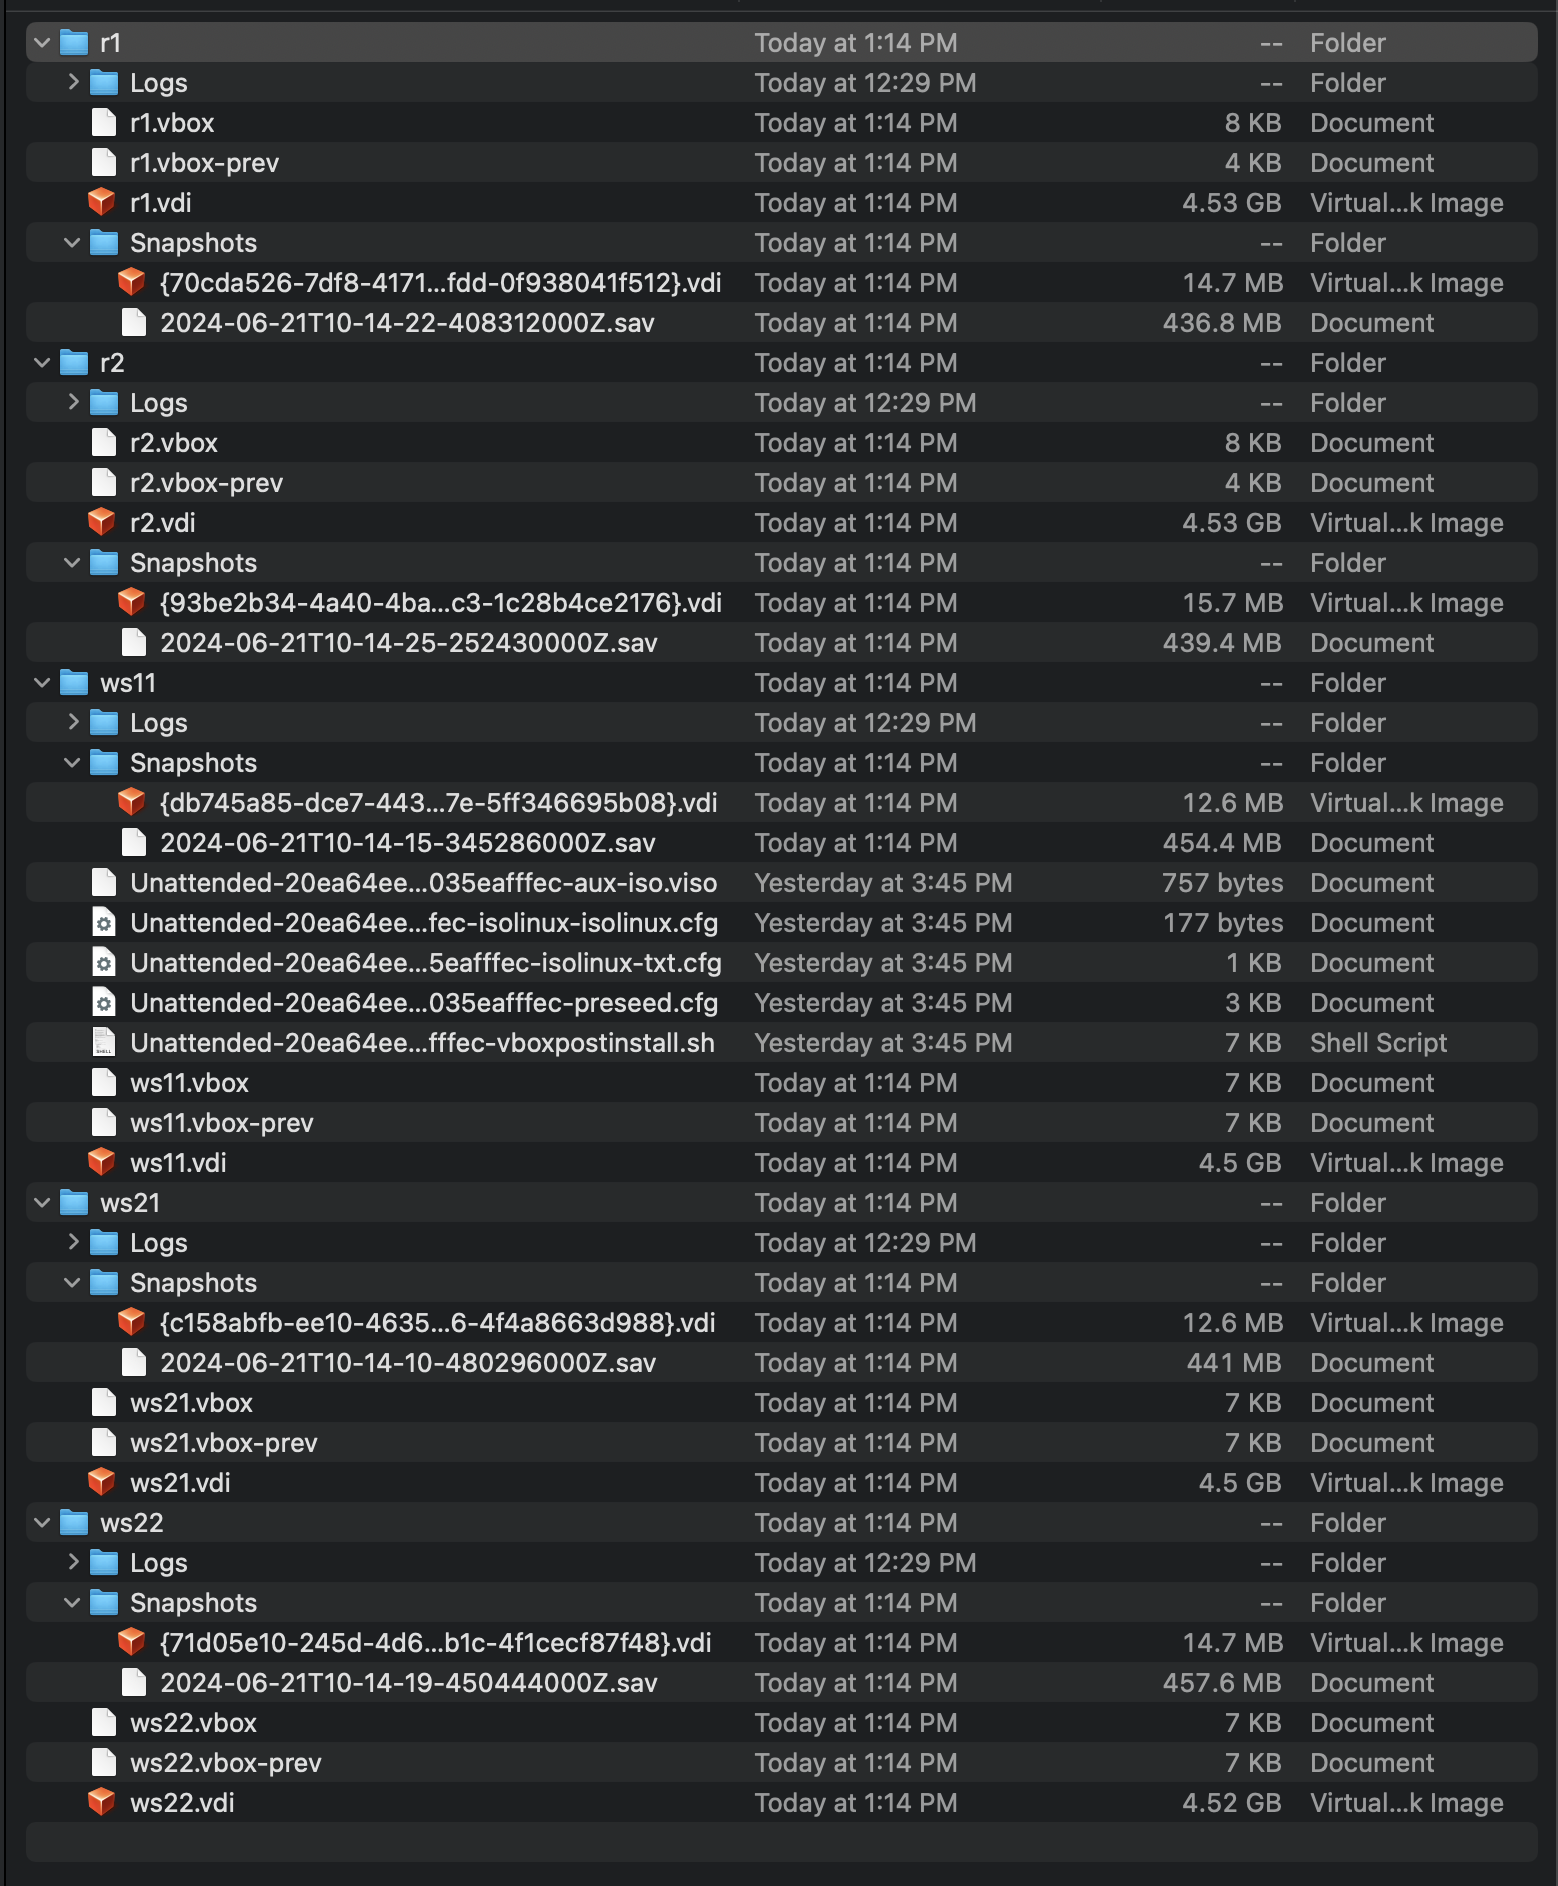 r1 Today at 1:14 PM -- Folder
Logs Today at 12:29 PM -- Folder
r1.vbox Today at 1:14 PM 8 KB Document
r1.vbox-prev Today at 1:14 PM 4 KB Document
r1.vdi Today at 1:14 PM 4.53 GB Virtual...k Image
Snapshots Today at 1:14 PM -- Folder
{70cda526-7df8-4171...fdd-0f938041f512}.vdi Today at 1:14 PM 14.7 MB Virtual...k Image
2024-06-21T10-14-22-408312000Z.sav Today at 1:14 PM 436.8 MB Document
r2 Today at 1:14 PM -- Folder
Logs Today at 12:29 PM -- Folder
r2.vbox Today at 1:14 PM 8 KB Document
r2.vbox-prev Today at 1:14 PM 4 KB Document
r2.vdi Today at 1:14 PM 4.53 GB Virtual...k Image
Snapshots Today at 1:14 PM -- Folder
{93be2b34-4a40-4ba...c3-1c28b4ce2176}.vdi Today at 1:14 PM 15.7 MB Virtual...k Image
2024-06-21T10-14-25-252430000Z.sav Today at 1:14 PM 439.4 MB Document
ws11 Today at 1:14 PM -- Folder
Logs Today at 12:29 PM -- Folder
Snapshots Today at 1:14 PM -- Folder
{db745a85-dce7-443...7e-5ff346695b08}.vdi Today at 1:14 PM 12.6 MB Virtual...k Image
2024-06-21T10-14-15-345286000Z.sav Today at 1:14 PM 454.4 MB Document
Unattended-20ea64ee...035eafffec-aux-iso.viso Yesterday at 3:45 PM 757 bytes Document
Unattended-20ea64ee...fec-isolinux-isolinux.cfg Yesterday at 3:45 PM 177 bytes Document
Unattended-20ea64ee...5eafffec-isolinux-txt.cfg Yesterday at 3:45 PM 1 KB Document
Unattended-20ea64ee...035eafffec-preseed.cfg Yesterday at 3:45 PM 3 KB Document
Unattended-20ea64ee...fffec-vboxpostinstall.sh Yesterday at 3:45 PM 7 KB Shell Script
ws11.vbox Today at 1:14 PM 7 KB Document
ws11.vbox-prev Today at 1:14 PM 7 KB Document
ws11.vdi Today at 1:14 PM 4.5 GB Virtual...k Image
ws21 Today at 1:14 PM -- Folder
Logs Today at 12:29 PM -- Folder
Snapshots Today at 1:14 PM -- Folder
{c158abfb-ee10-4635...6-4f4a8663d988}.vdi Today at 1:14 PM 12.6 MB Virtual...k Image
2024-06-21T10-14-10-480296000Z.sav Today at 1:14 PM 441 MB Document
ws21.vbox Today at 1:14 PM 7 KB Document
ws21.vbox-prev Today at 1:14 PM 7 KB Document
ws21.vdi Today at 1:14 PM 4.5 GB Virtual...k Image
ws22 Today at 1:14 PM -- Folder
Logs Today at 12:29 PM -- Folder
Snapshots Today at 1:14 PM -- Folder
{71d05e10-245d-4d6...b1c-4f1cecf87f48}.vdi Today at 1:14 PM 14.7 MB Virtual...k Image
2024-06-21T10-14-19-450444000Z.sav Today at 1:14 PM 457.6 MB Document
ws22.vbox Today at 1:14 PM 7 KB Document
ws22.vbox-prev Today at 1:14 PM 7 KB Document
ws22.vdi Today at 1:14 PM 4.52 GB Virtual...k Image